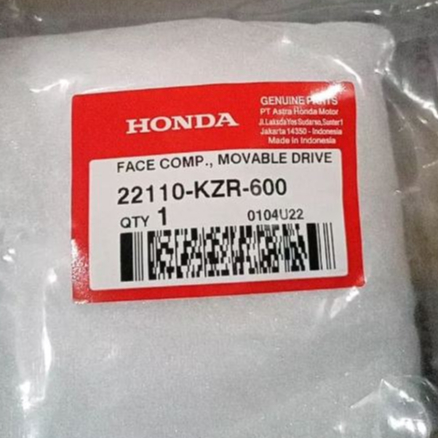 HONDA
GENUINE PARTS
PT Astra Honda Motor
Jl.Laksda Yos Sudarso, Sunter1
Jakarta 14350 - Indonesia
Made in Indonesia
FACE COMP., MOVABLE DRIVE
22110-KZR-600
QTY 1 0104U22